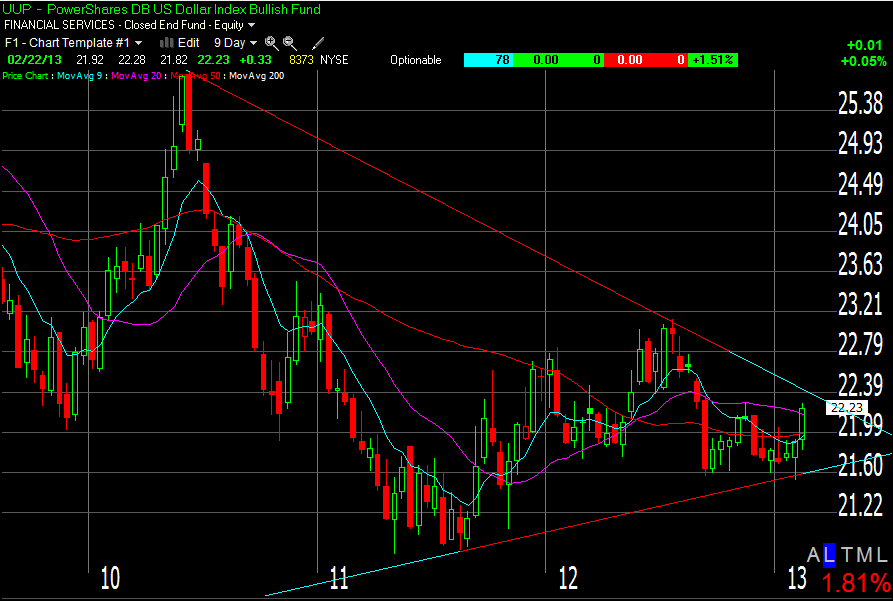 UUP - PowerShares DB US Dollar Index Bullish Fund
FINANCIAL SERVICES - Closed End Fund - Equity
F1 - Chart Template #1 Edit 9 Day
+0.01
02/22/13 21.92 22.28 21.82 22.23 +0.33 8373 NYSE Optionable 78 0.00 0 0.00 0 +1.51%
+0.05%
Price Chart : MovAvg 9 : MovAvg 20 : MovAvg 50 : MovAvg 200
25.38
24.93
24.49
24.05
23.63
23.21
22.79
22.39
22.23
21.99
21.60
21.22
A L T M L
10 11 12 13
1.81%